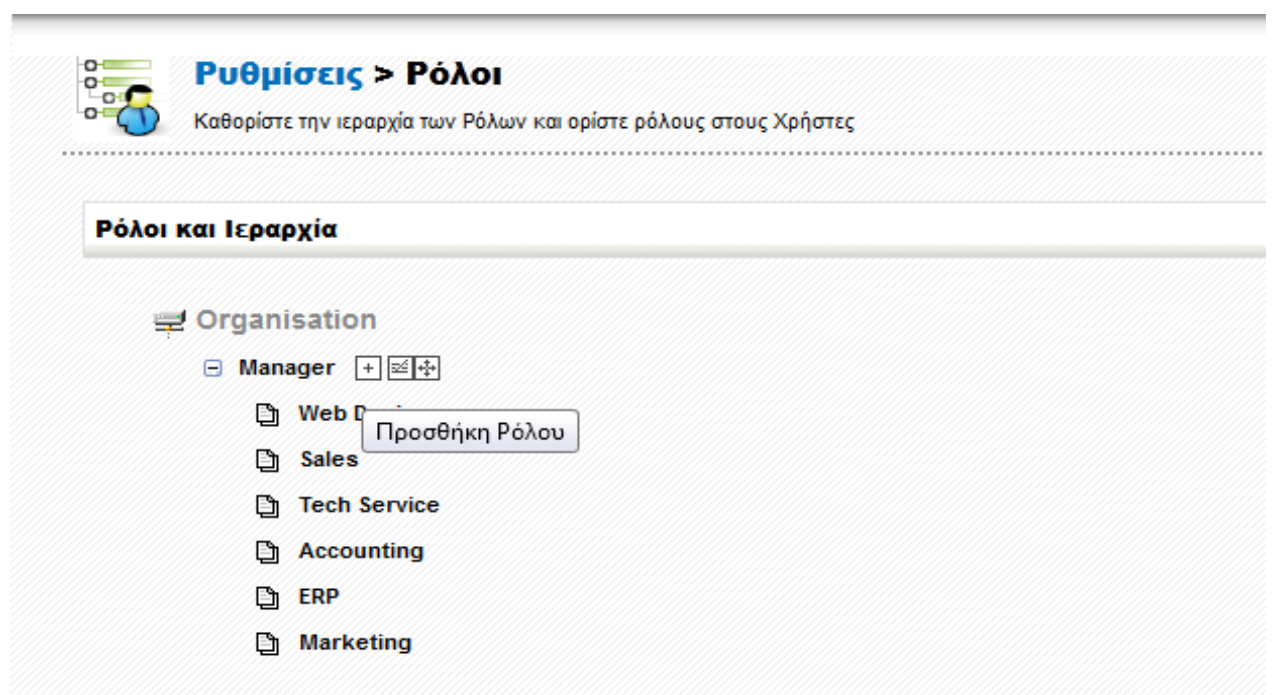 Ρυθμίσεις > Ρόλοι
Καθορίστε την ιεραρχία των Ρόλων και ορίστε ρόλους στους Χρήστες
Ρόλοι και Ιεραρχία
Organisation
Manager
Web
Προσθήκη Ρόλου
Sales
Tech Service
Accounting
ERP
Marketing